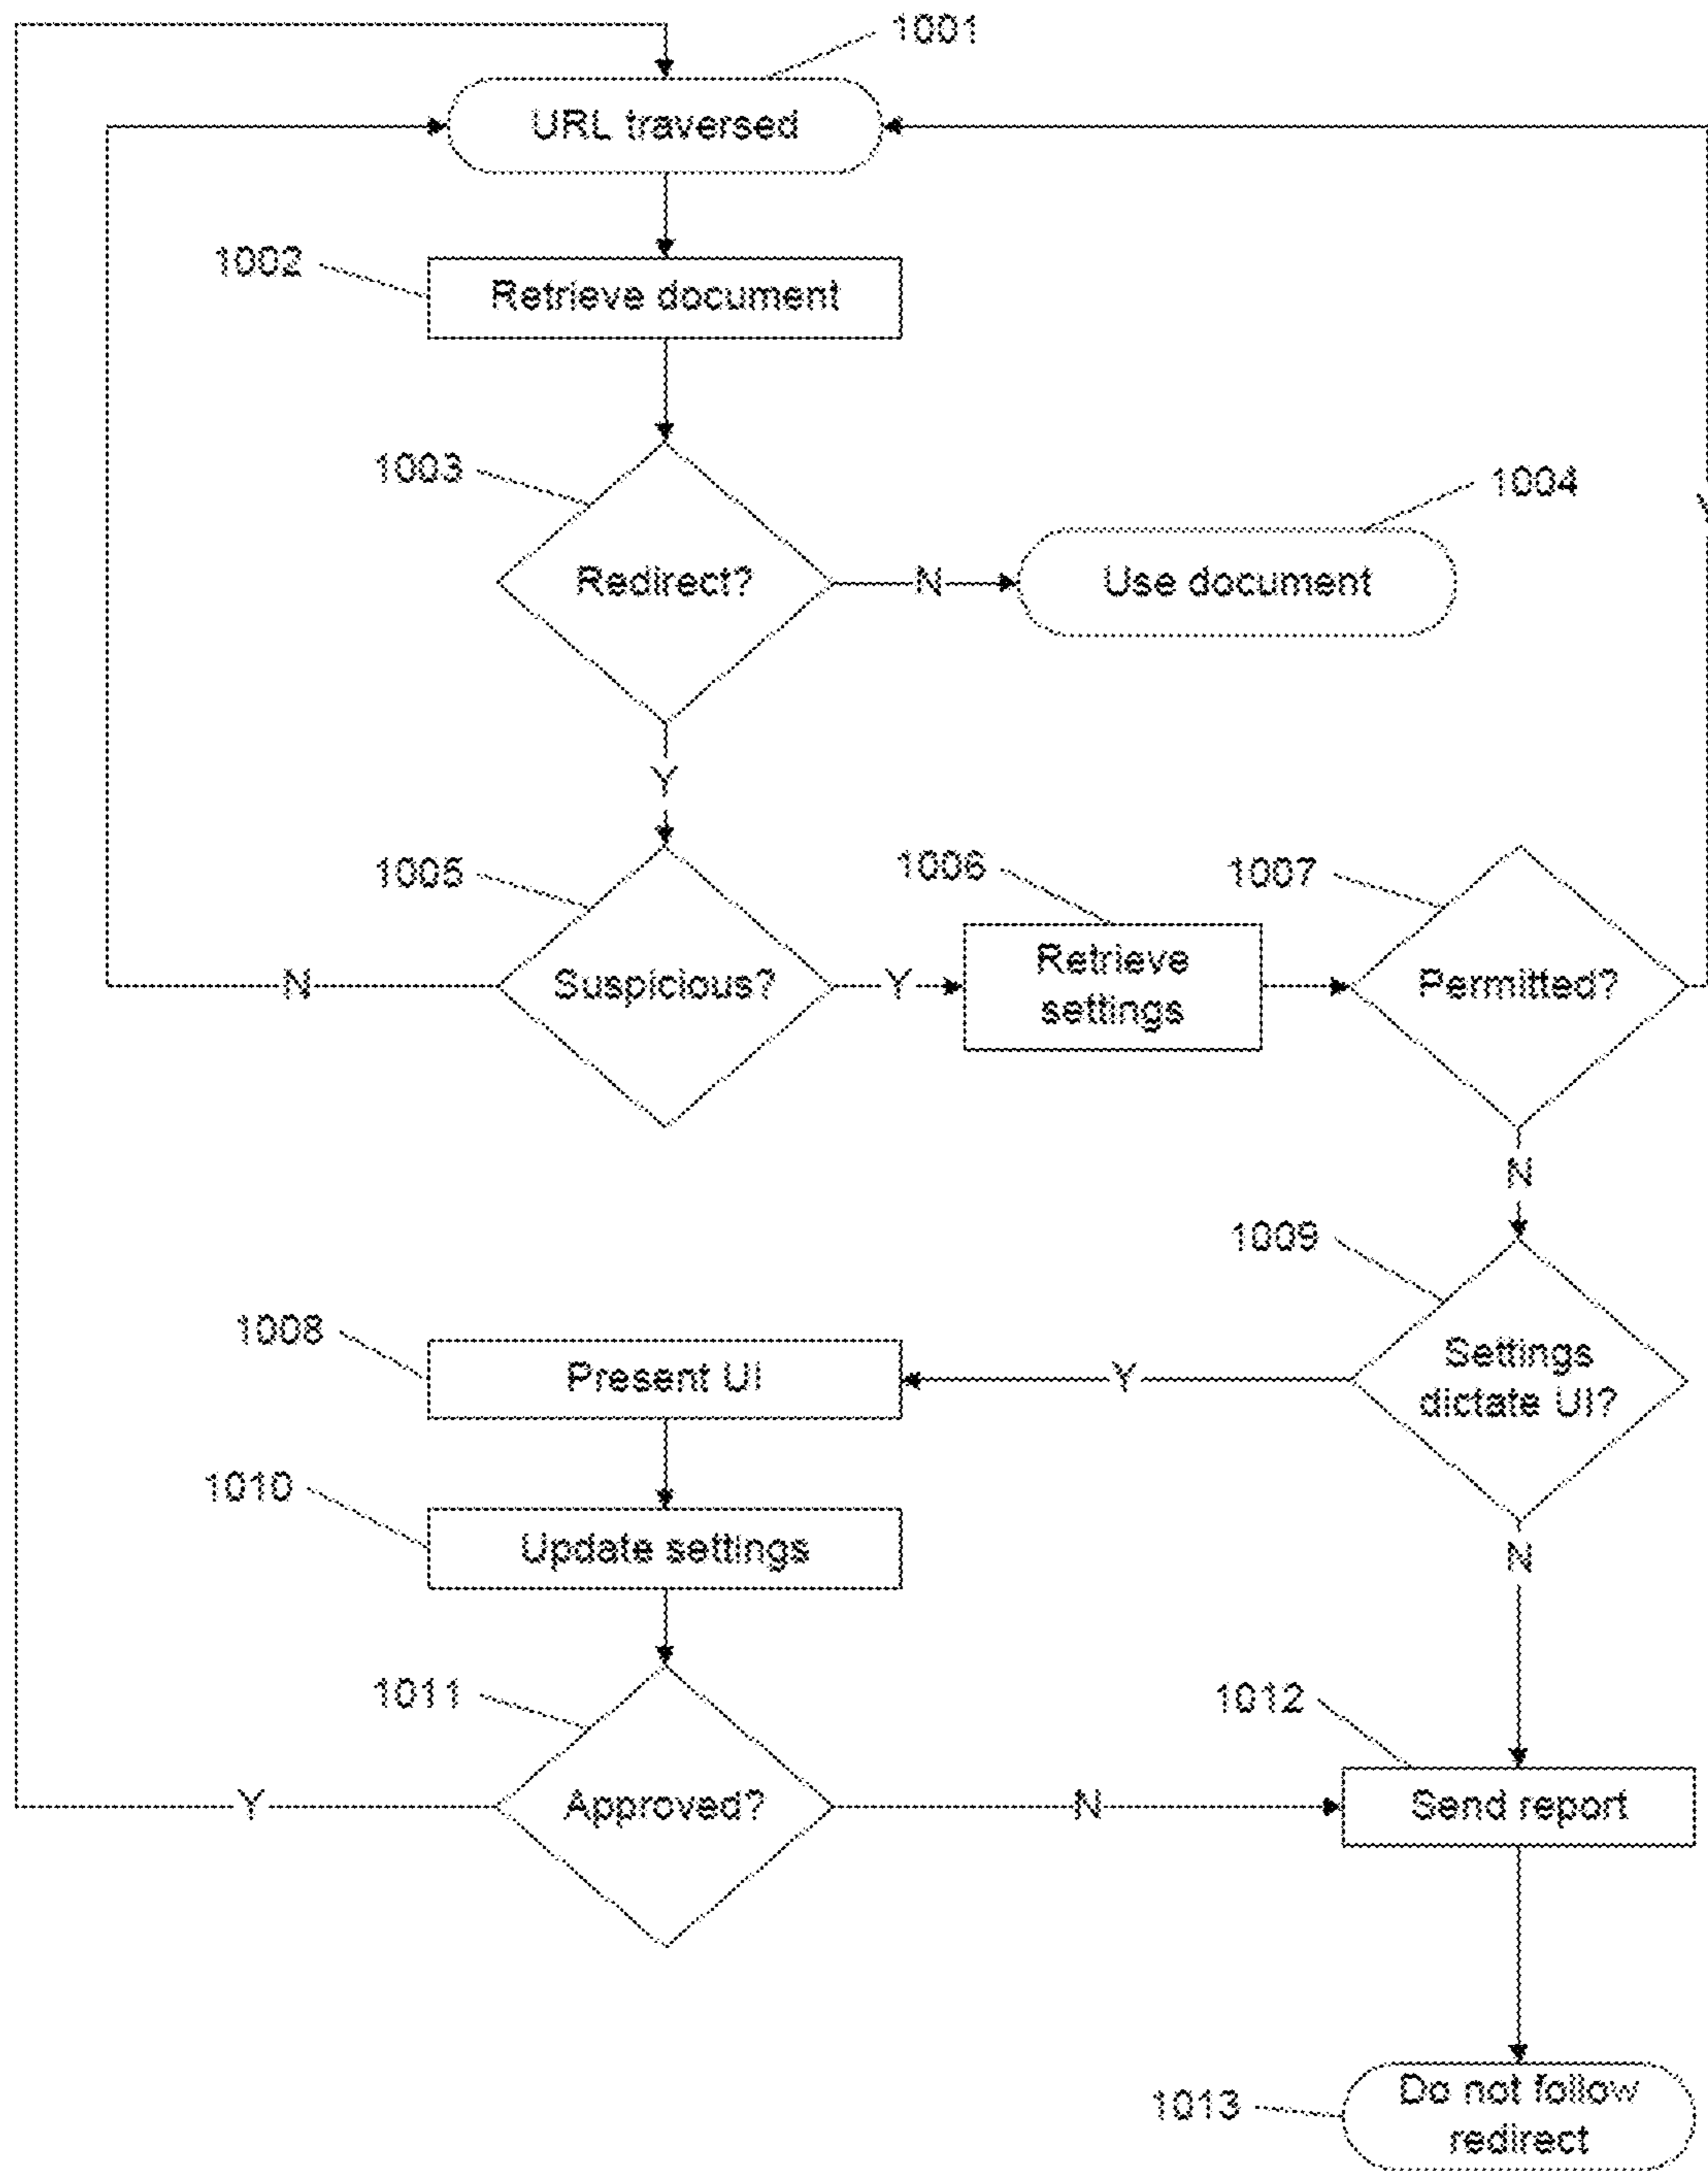 1001
URL traversed
1002
Retrieve document
1003
1004
Redirect?
N
Use document
Y
1005
1006
1007
N
Suspicious?
Y
Retrieve
settings
Permitted?
N
1009
1008
Present UI
Y
Settings
dictate UI?
1010
Update settings
N
1011
1012
Y
Approved?
N
Send report
1013
Do not follow
redirect